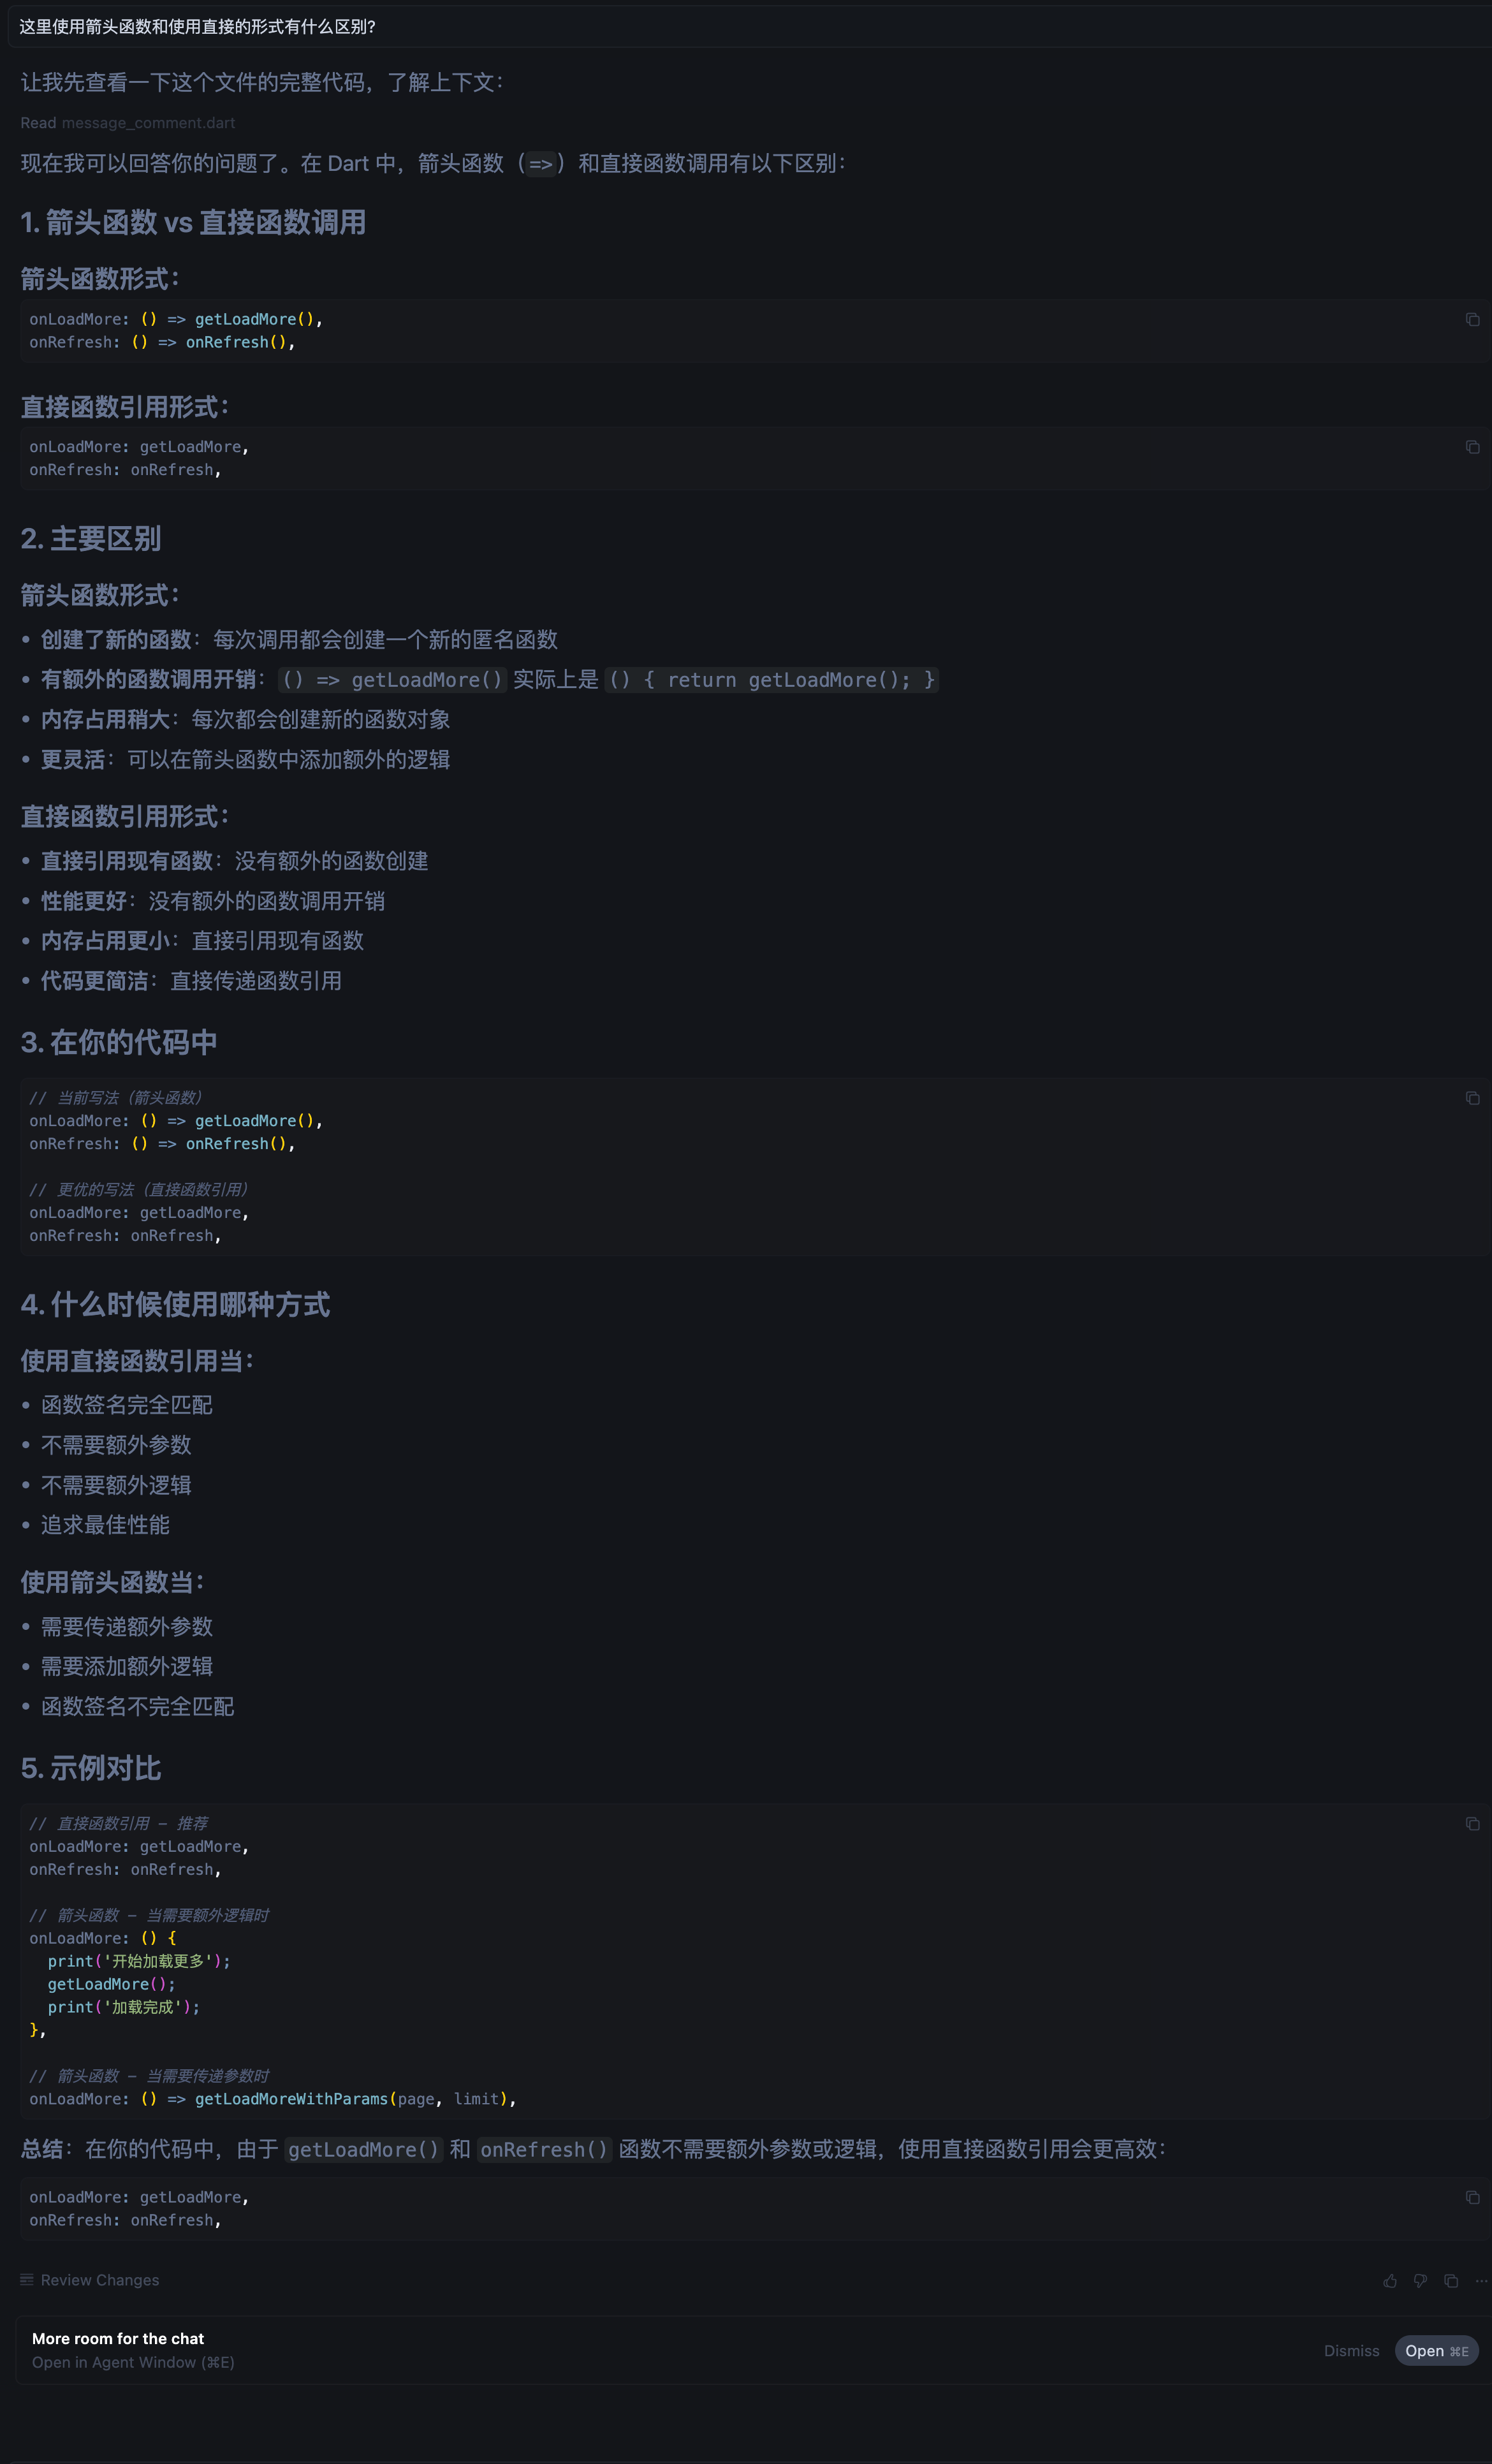 这里使用箭头函数和使用直接的形式有什么区别?
让我先查看一下这个文件的完整代码，了解上下文：
Read message_comment.dart
现在我可以回答你的问题了。在 Dart 中，箭头函数（=>）和直接函数调用有以下区别：
1. 箭头函数 vs 直接函数调用
箭头函数形式：
onLoadMore: () => getLoadMore(),
onRefresh: () => onRefresh(),
直接函数引用形式：
onLoadMore: getLoadMore,
onRefresh: onRefresh,
2. 主要区别
箭头函数形式：
• 创建了新的函数：每次调用都会创建一个新的匿名函数
• 有额外的函数调用开销：() => getLoadMore() 实际上是 () { return getLoadMore(); }
• 内存占用稍大：每次都会创建新的函数对象
• 更灵活：可以在箭头函数中添加额外的逻辑
直接函数引用形式：
• 直接引用现有函数：没有额外的函数创建
• 性能更好：没有额外的函数调用开销
• 内存占用更小：直接引用现有函数
• 代码更简洁：直接传递函数引用
3. 在你的代码中
// 当前写法（箭头函数）
onLoadMore: () => getLoadMore(),
onRefresh: () => onRefresh(),
// 更优的写法（直接函数引用）
onLoadMore: getLoadMore,
onRefresh: onRefresh,
4. 什么时候使用哪种方式
使用直接函数引用当：
• 函数签名完全匹配
• 不需要额外参数
• 不需要额外逻辑
• 追求最佳性能
使用箭头函数当：
• 需要传递额外参数
• 需要添加额外逻辑
• 函数签名不完全匹配
5. 示例对比
// 直接函数引用 - 推荐
onLoadMore: getLoadMore,
onRefresh: onRefresh,
// 箭头函数 - 当需要额外逻辑时
onLoadMore: () {
  print('开始加载更多');
  getLoadMore();
  print('加载完成');
},
// 箭头函数 - 当需要传递参数时
onLoadMore: () => getLoadMoreWithParams(page, limit),
总结：在你的代码中，由于 getLoadMore() 和 onRefresh() 函数不需要额外参数或逻辑，使用直接函数引用会更高效：
onLoadMore: getLoadMore,
onRefresh: onRefresh,
Review Changes
More room for the chat
Open in Agent Window (⌘E)
Dismiss
Open ⌘E